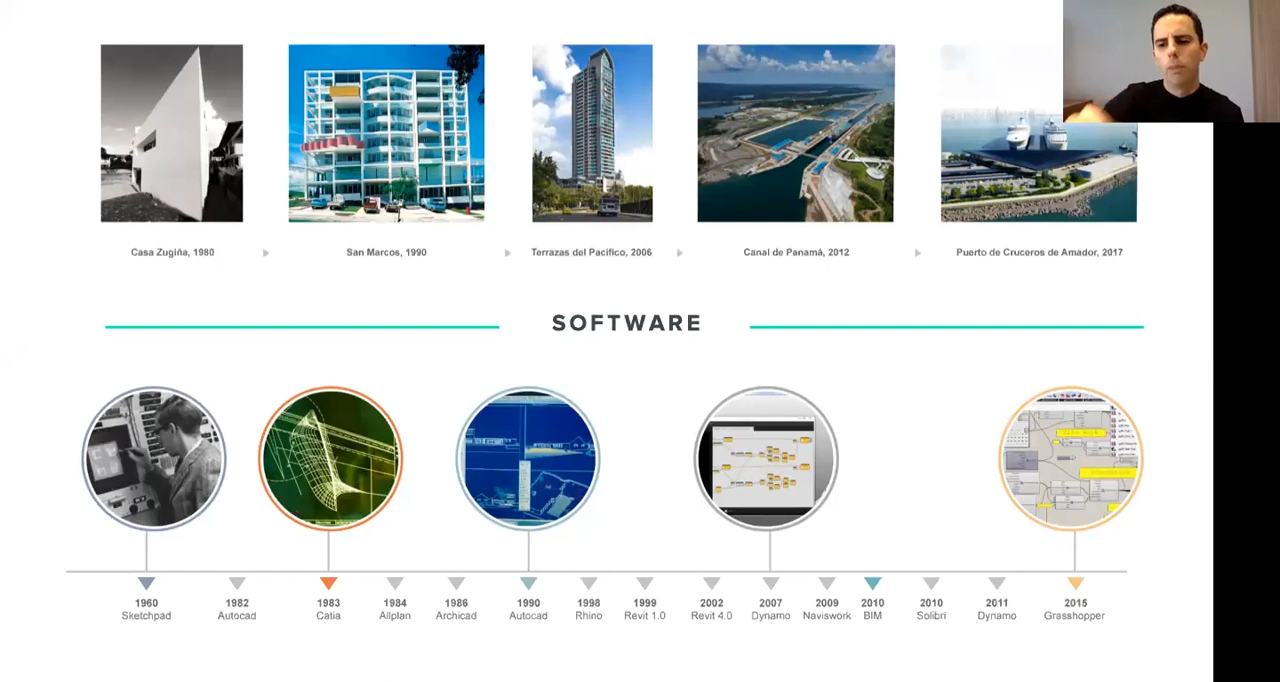 Casa Zugiña, 1980
San Marcos, 1990
Terrazas del Pacifico, 2006
Canal de Panamá, 2012
Puerto de Cruceros de Amador, 2017
SOFTWARE
1960
Sketchpad
1982
Autocad
1983
Catia
1984
Allplan
1986
Archicad
1990
Autocad
1998
Rhino
1999
Revit 1.0
2002
Revit 4.0
2007
Dynamo
2009
Naviswork
2010
BIM
2010
Solibri
2011
Dynamo
2015
Grasshopper